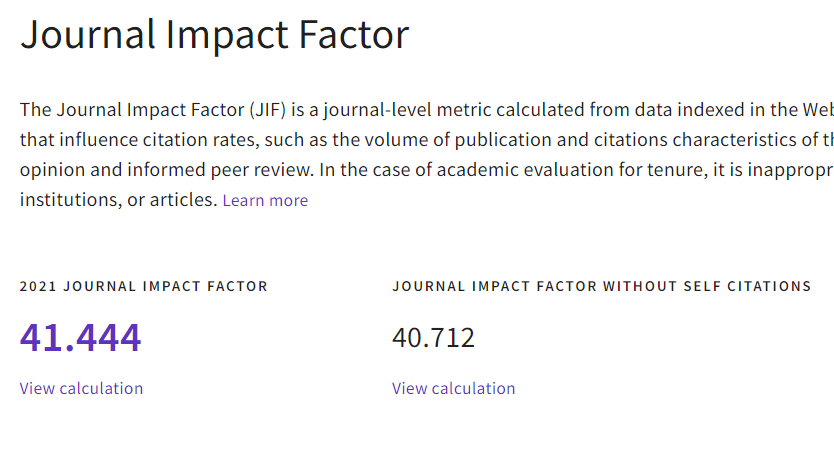 Journal Impact Factor
The Journal Impact Factor (JIF) is a journal-level metric calculated from data indexed in the Web
that influence citation rates, such as the volume of publication and citations characteristics of th
opinion and informed peer review. In the case of academic evaluation for tenure, it is inappropr
institutions, or articles. Learn more
2021 JOURNAL IMPACT FACTOR
41.444
View calculation
JOURNAL IMPACT FACTOR WITHOUT SELF CITATIONS
40.712
View calculation